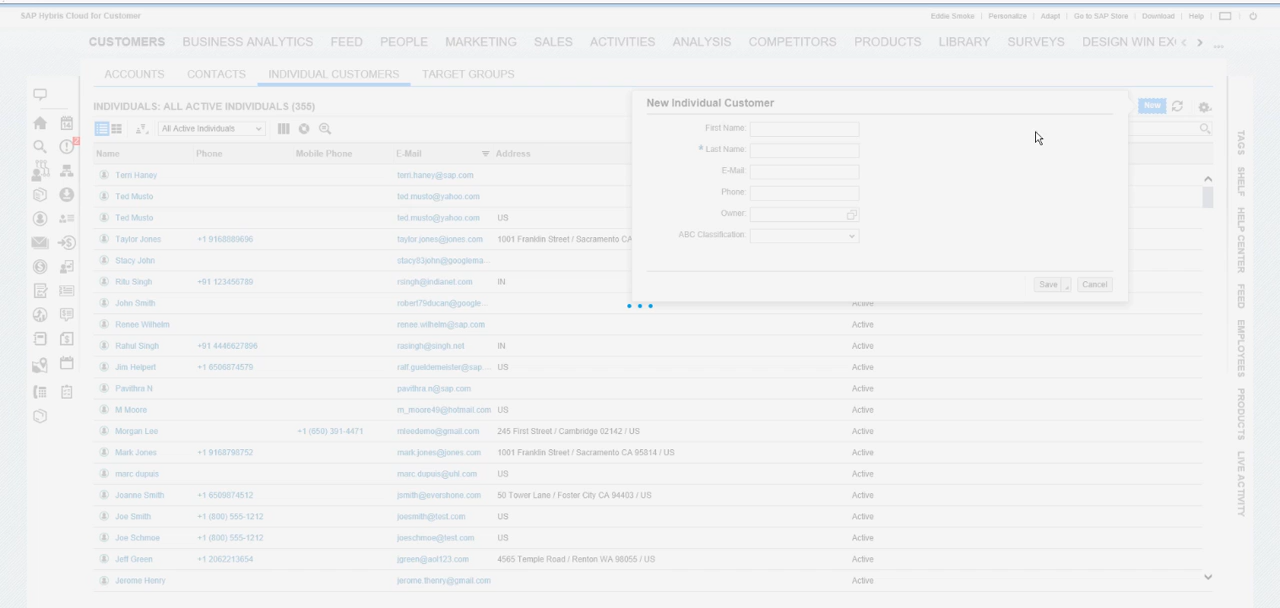 SAP Hybris Cloud for Customer
Eddie Smoke | Personalize | Adapt | Go to SAP Store | Download | Help
CUSTOMERS BUSINESS ANALYTICS FEED PEOPLE MARKETING SALES ACTIVITIES ANALYSIS COMPETITORS PRODUCTS LIBRARY SURVEYS DESIGN WIN EX
ACCOUNTS CONTACTS INDIVIDUAL CUSTOMERS TARGET GROUPS
INDIVIDUALS: ALL ACTIVE INDIVIDUALS (355)
New
All Active Individuals
Name Phone Mobile Phone E-Mail Address
Terri Haney terri.haney@sap.com
Ted Musto ted.musto@yahoo.com
Ted Musto ted.musto@yahoo.com US
Taylor Jones +1 9168889696 taylor.jones@jones.com 1001 Franklin Street / Sacramento CA
Stacy John stacy83john@googlema...
Ritu Singh +91 123456780 rsingh@indianet.com IN
John Smith robert79ducan@google... Active
Renee Wilhelm renee.wilhelm@sap.com Active
Rahul Singh +91 4446627896 rasingh@singh.net IN Active
Jim Helpert +1 6506874579 ralf.gueldemeister@sap.... US Active
Pavithra N pavithra.n@sap.com Active
M Moore m_moore49@hotmail.com US Active
Morgan Lee +1 (650) 391-4471 mleedemo@gmail.com 245 First Street / Cambridge 02142 / US Active
Mark Jones +1 9168798752 mark.jones@jones.com 1001 Franklin Street / Sacramento CA 95814 / US Active
marc dupuis marc.dupuis@uhl.com US Active
Joanne Smith +1 6509874512 jsmith@evershone.com 50 Tower Lane / Foster City CA 94403 / US Active
Joe Smith +1 (800) 555-1212 joesmith@test.com US Active
Joe Schmoe +1 (800) 555-1212 joeschmoe@test.com US Active
Jeff Green +1 2062213654 jgreen@aol123.com 4565 Temple Road / Renton WA 98055 / US Active
Jerome Henry jerome.thenry@gmail.com Active
New Individual Customer
First Name:
* Last Name:
E-Mail:
Phone:
Owner:
ABC Classification:
Save Cancel
TAGS
SHELF
HELP CENTER
FEED
EMPLOYEES
PRODUCTS
LIVE ACTIVITY